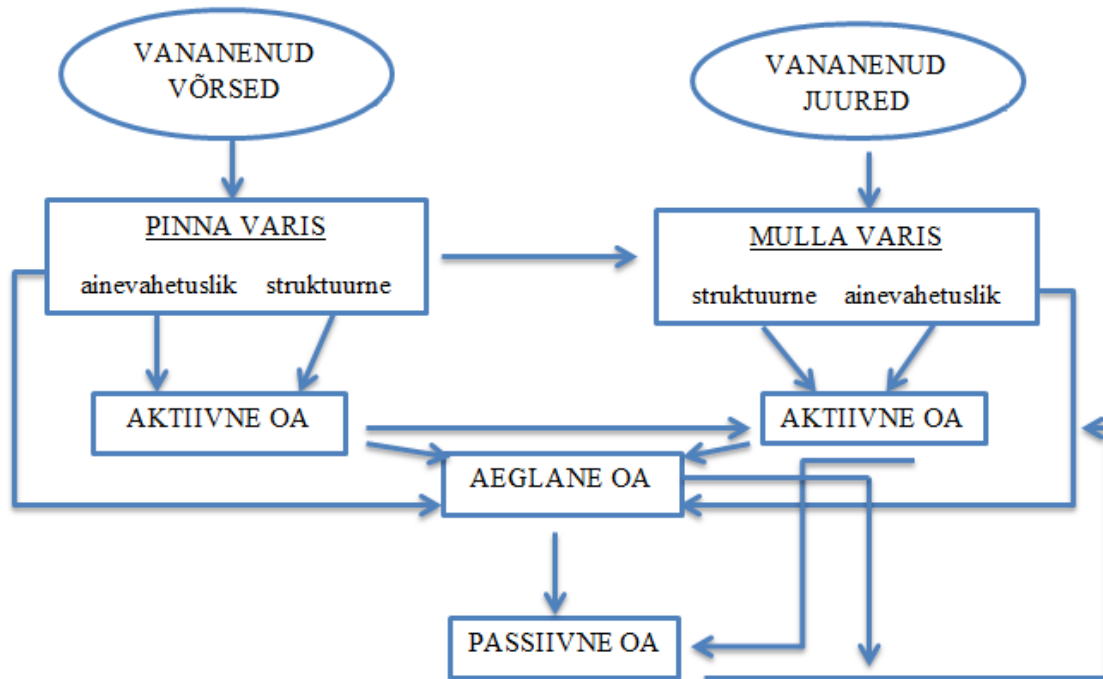 VANANENUD
VÕRSED
VANANENUD
JUURED
PINNA VARIS
ainevahetuslik struktuurne
MULLA VARIS
struktuurne ainevahetuslik
AKTIIVNE OA
AKTIIVNE OA
AEGLANE OA
PASSIIVNE OA